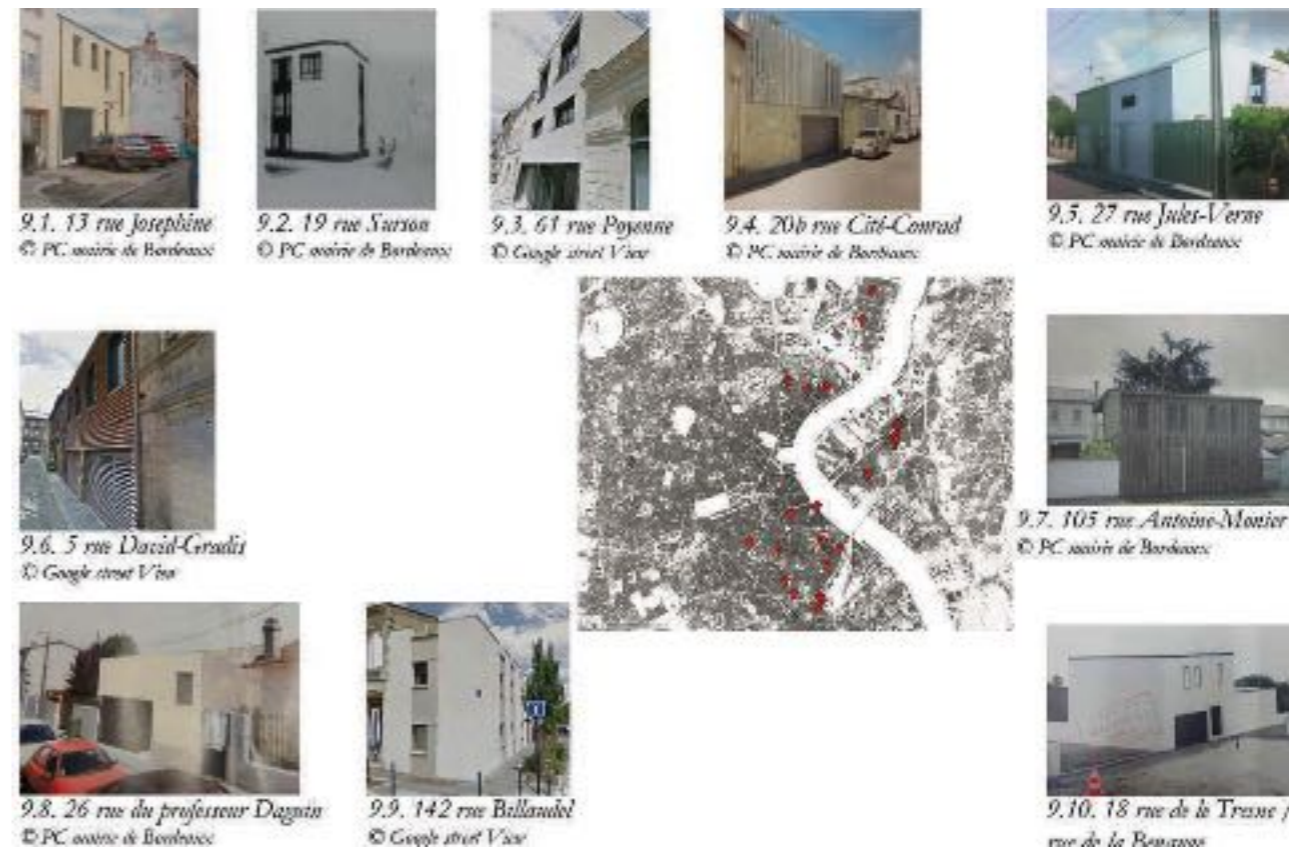 9.1. 13 rue Josephine
© PC mairie de Bordeaux
9.2. 19 rue Surson
© PC mairie de Bordeaux
9.3. 61 rue Poyenne
© Google street View
9.4. 20b rue Cité-Conrad
© PC mairie de Bordeaux
9.5. 27 rue Jules-Verne
© PC mairie de Bordeaux
9.6. 5 rue David-Gradis
© Google street View
9.7. 105 rue Antoine-Monier
© PC mairie de Bordeaux
9.8. 26 rue du professeur Daguin
© PC mairie de Bordeaux
9.9. 142 rue Billaudel
© Google street View
9.10. 18 rue de la Tresne /
rue de la Benauge